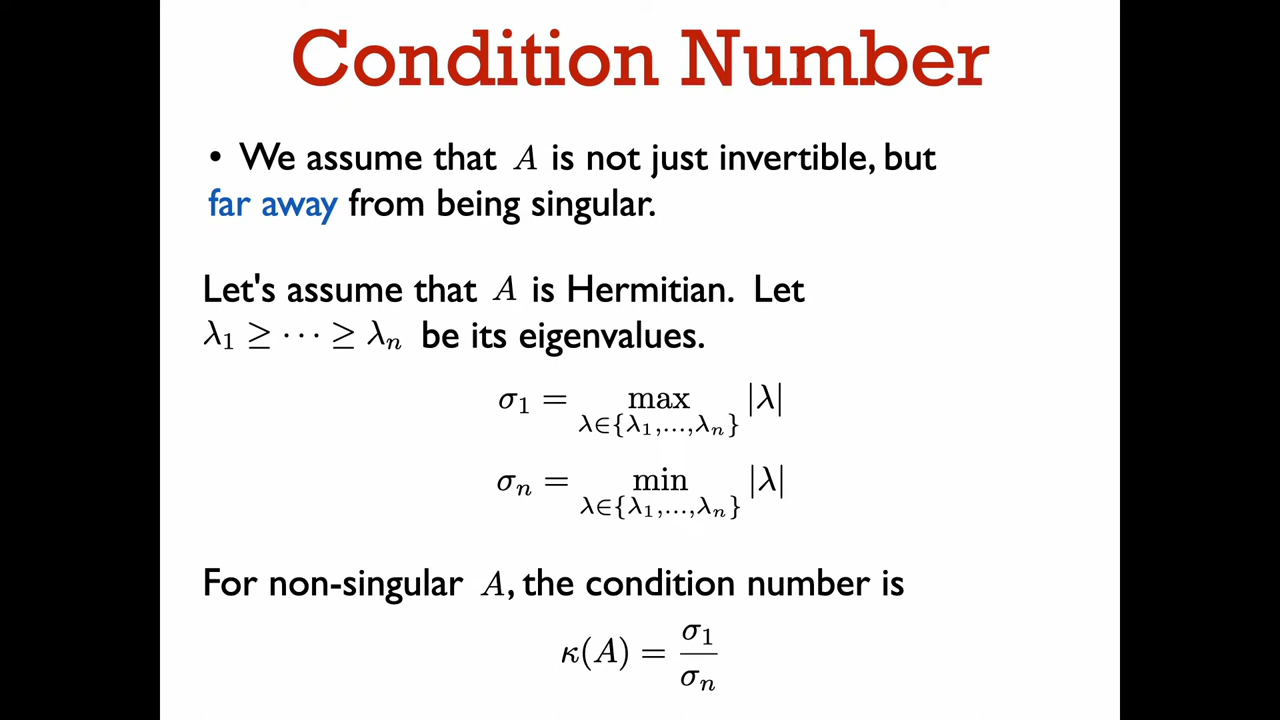 Condition Number
• We assume that A is not just invertible, but
far away from being singular.
Let's assume that A is Hermitian. Let
λ₁ ≥ ⋯ ≥ λₙ be its eigenvalues.
σ₁ = max_{λ∈{λ₁,...,λₙ}} |λ|
σₙ = min_{λ∈{λ₁,...,λₙ}} |λ|
For non-singular A, the condition number is
κ(A) = σ₁/σₙ